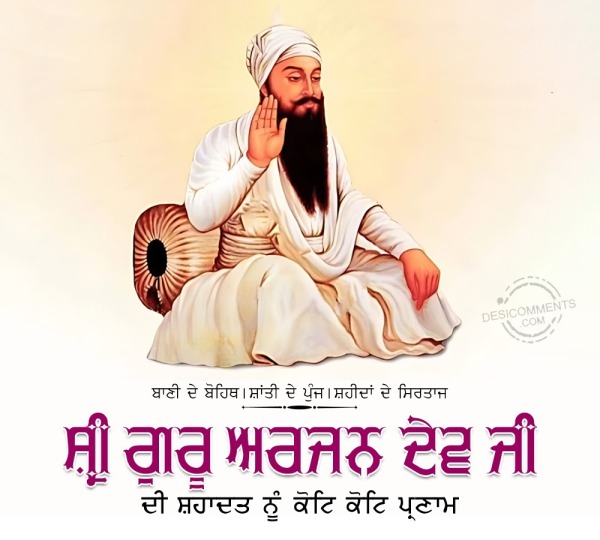 DESICOMMENTS
.COM
ਬਾਣੀ ਦੇ ਬੋਹਿਥ। ਸ਼ਾਂਤੀ ਦੇ ਪੁੰਜ। ਸ਼ਹੀਦਾਂ ਦੇ ਸਿਰਤਾਜ
ਸ਼੍ਰੀ ਗੁਰੂ ਅਰਜਨ ਦੇਵ ਜੀ
ਦੀ ਸ਼ਹਾਦਤ ਨੂੰ ਕੋਟਿ ਕੋਟਿ ਪ੍ਰਣਾਮ